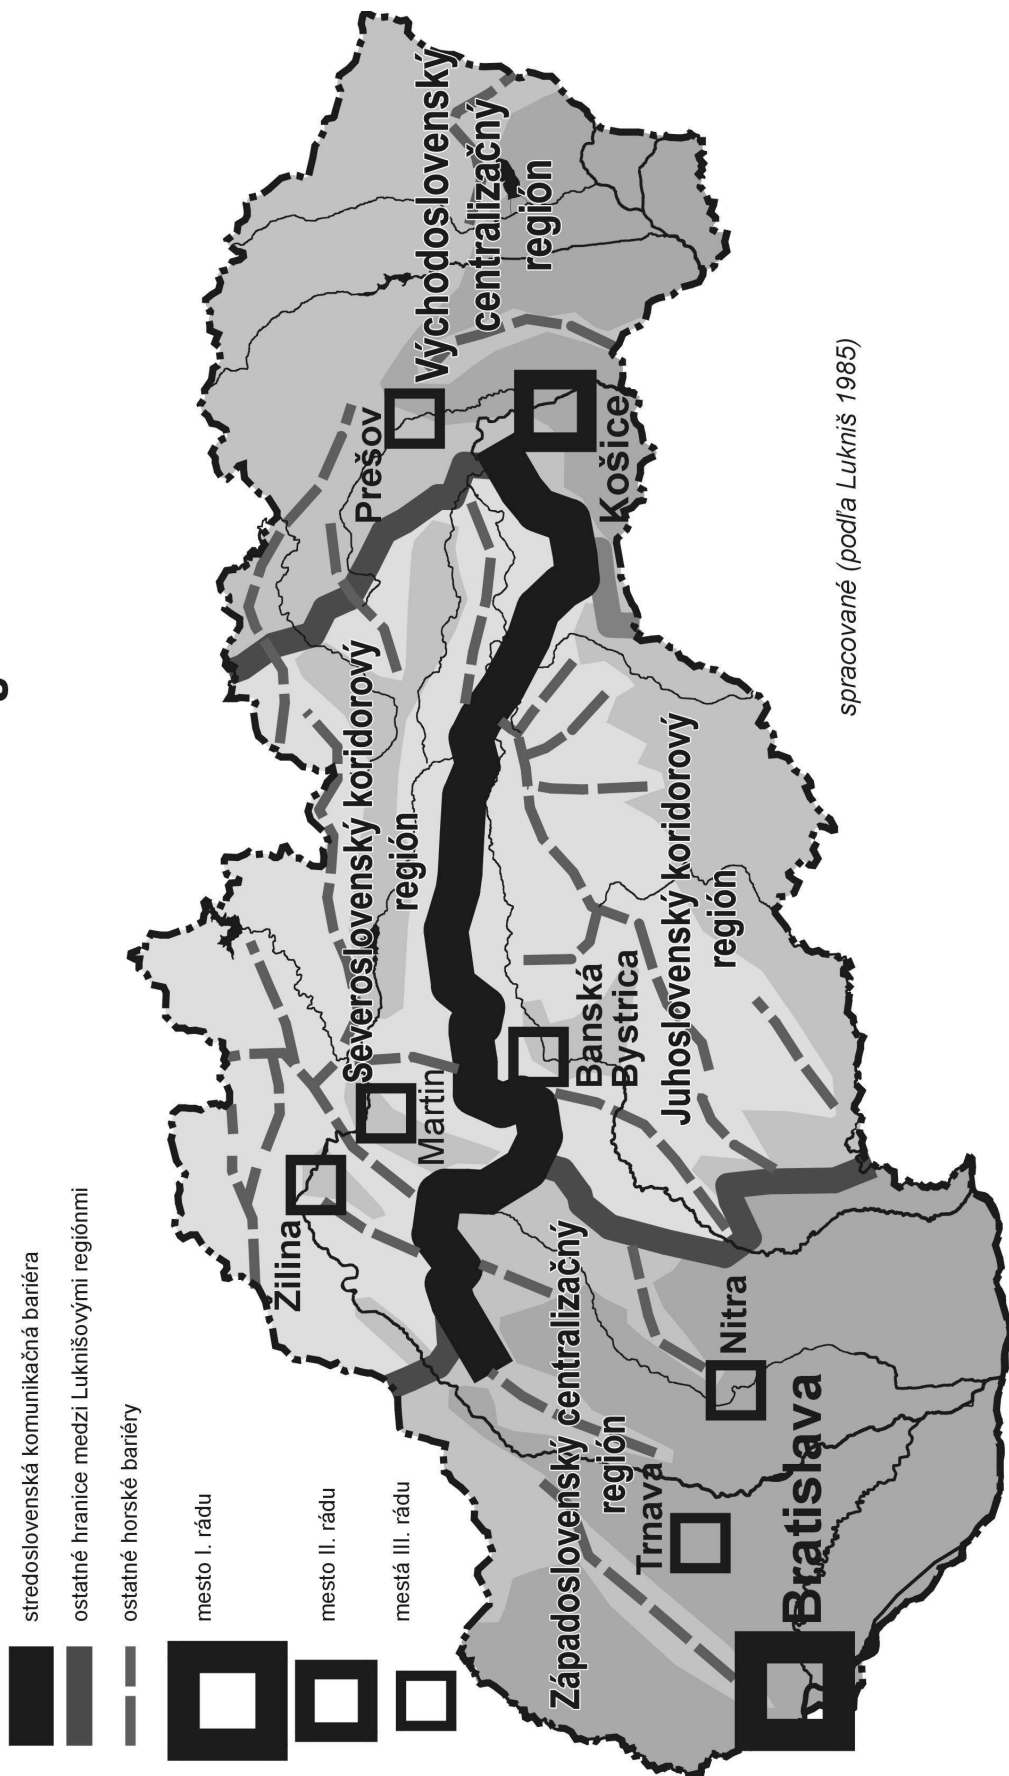 stredoslovenská komunikačná bariéra
ostatné hranice medzi Luknišovými regiónmi
ostatné horské bariéry
mesto I. rádu
mesto II. rádu
mestá III. rádu
Žilina
Martin
Prešov
Severoslovenský koridorový
región
Východoslovenský
centralizačný
región
Košice
Banská
Bystrica
Juhoslovenský koridorový
región
Západoslovenský centralizačný
región
Trnava
Nitra
Bratislava
spracované (podľa Lukniš 1985)